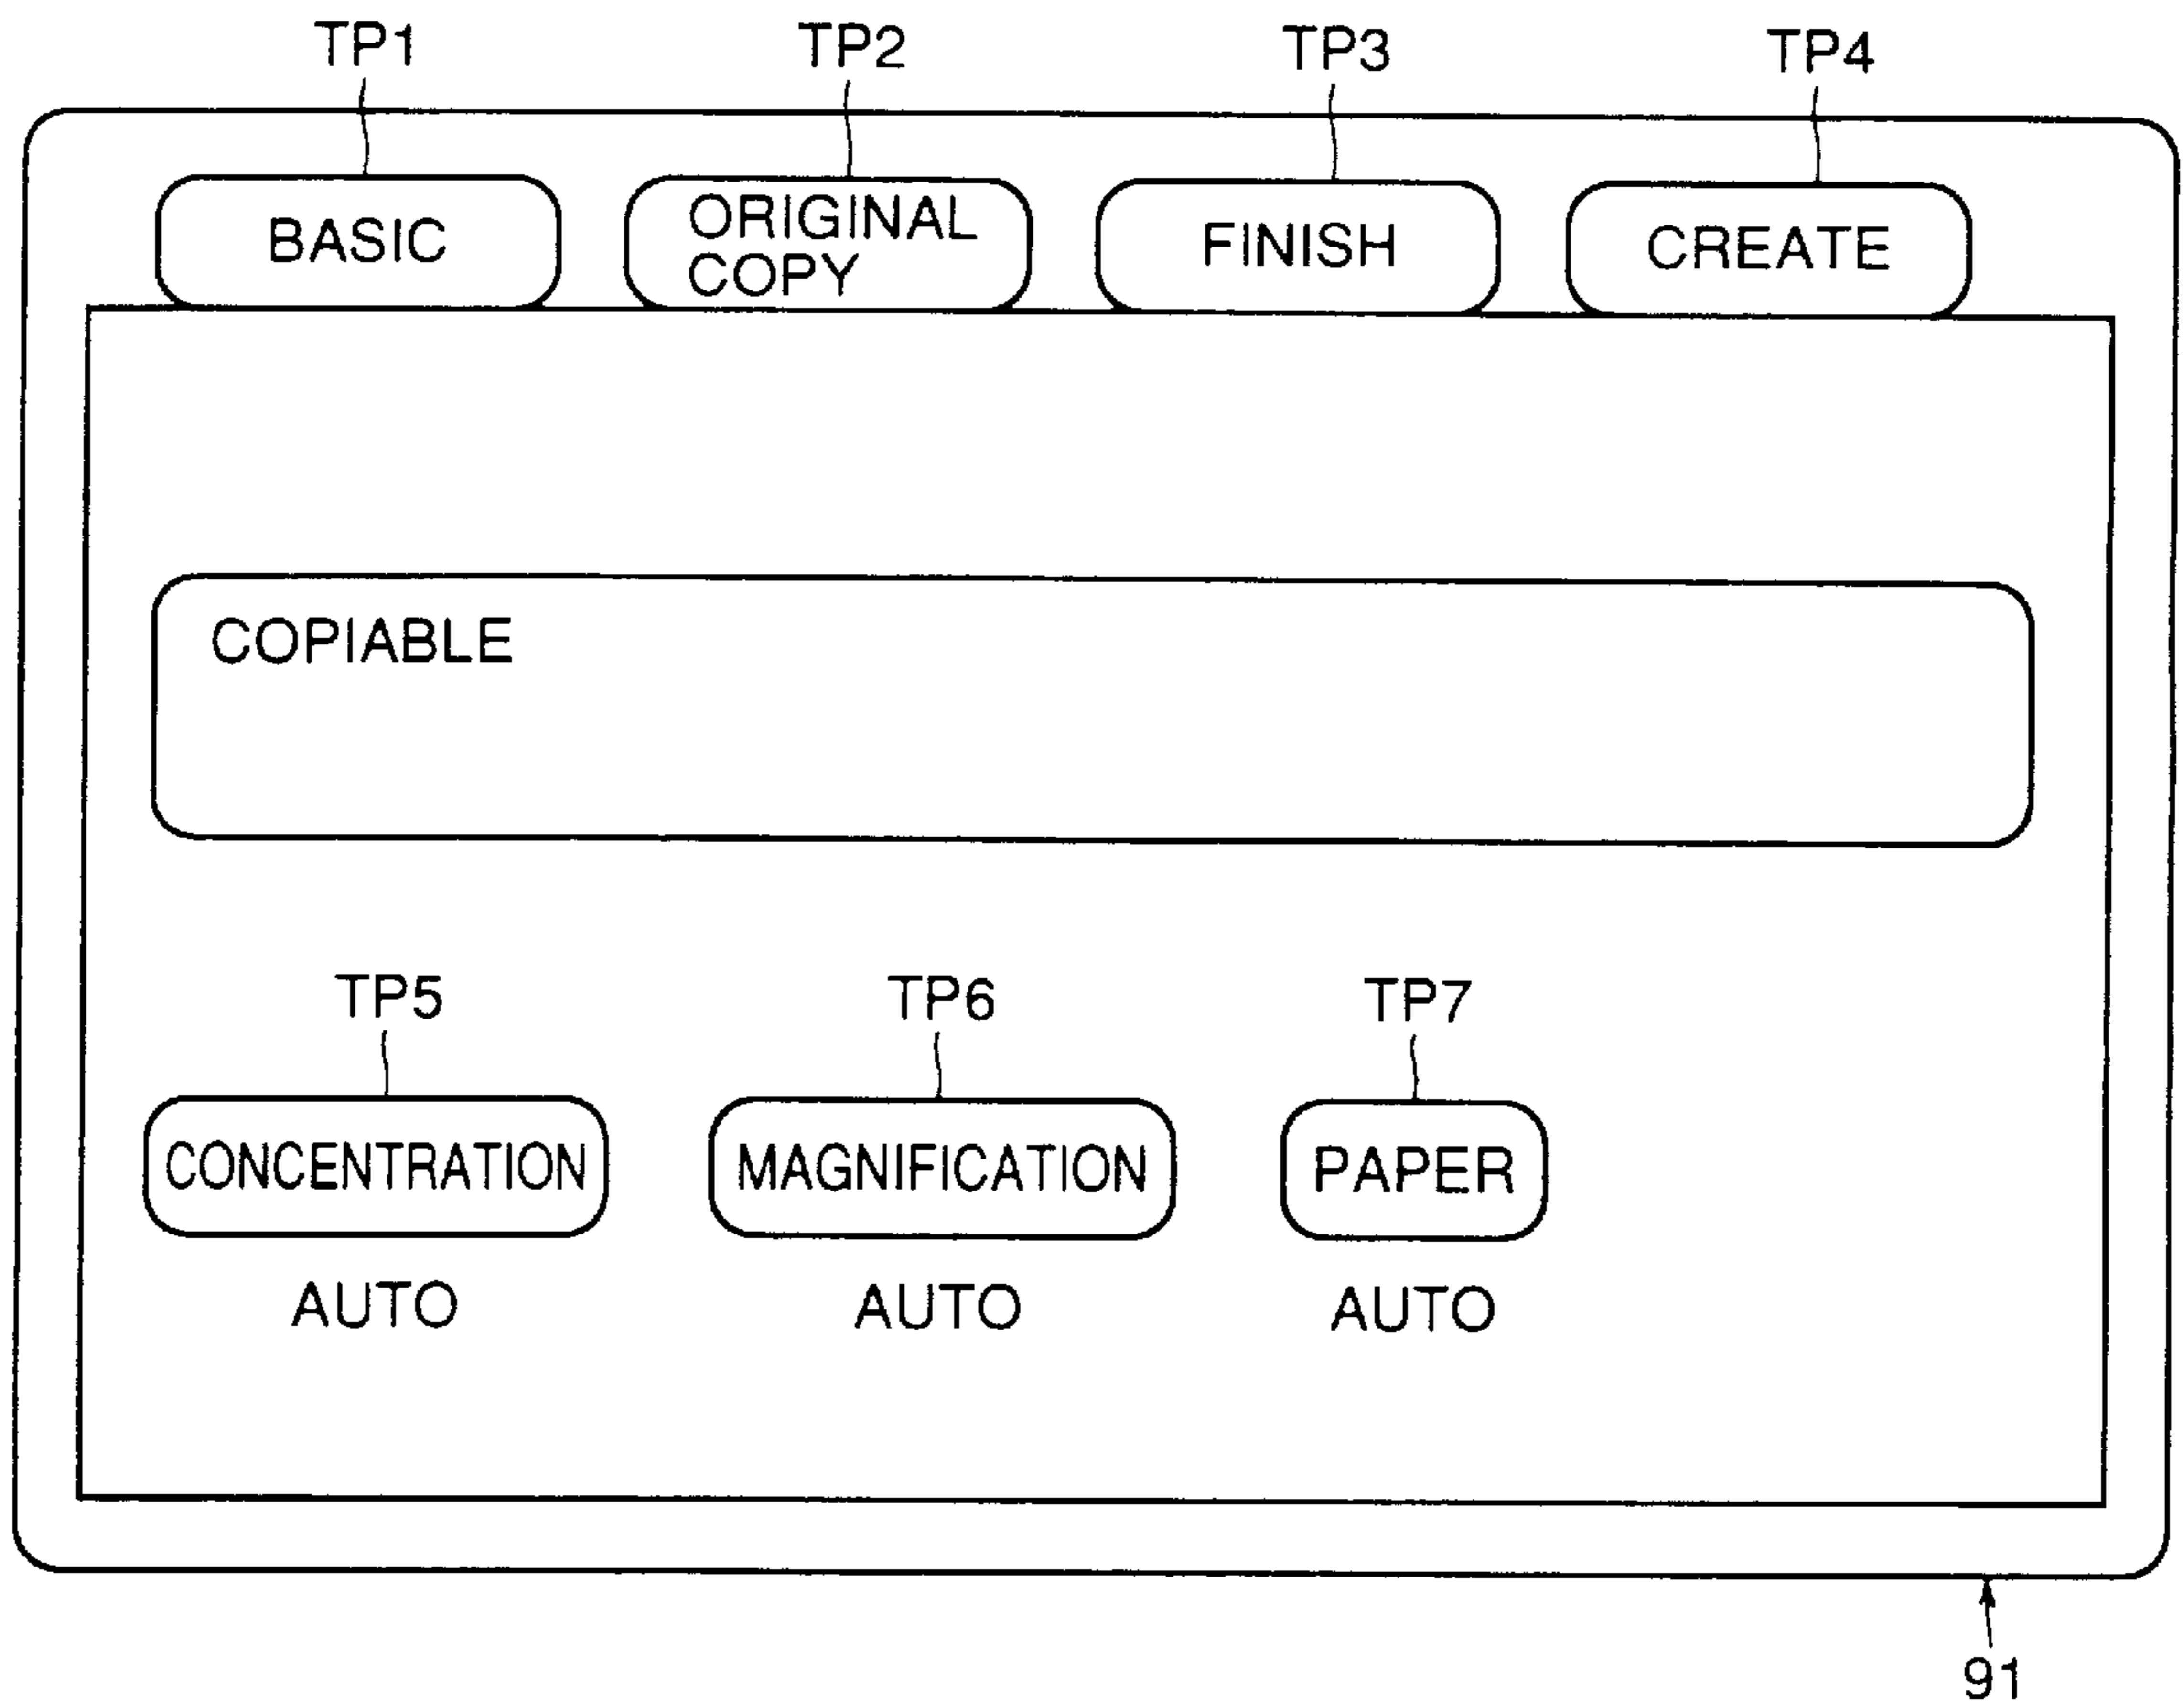 TP1 TP2 TP3 TP4
BASIC ORIGINAL COPY FINISH CREATE
COPIABLE
TP5 TP6 TP7
CONCENTRATION MAGNIFICATION PAPER
AUTO AUTO AUTO
91